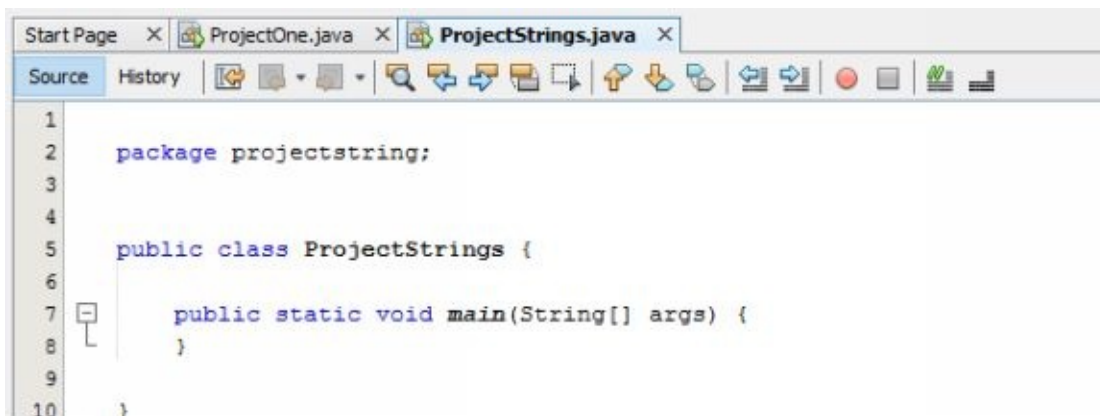 Start Page ProjectOne.java ProjectStrings.java
Source History
1
2 package projectstring;
3
4
5 public class ProjectStrings {
6
7 public static void main(String[] args) {
8 }
9
10 }